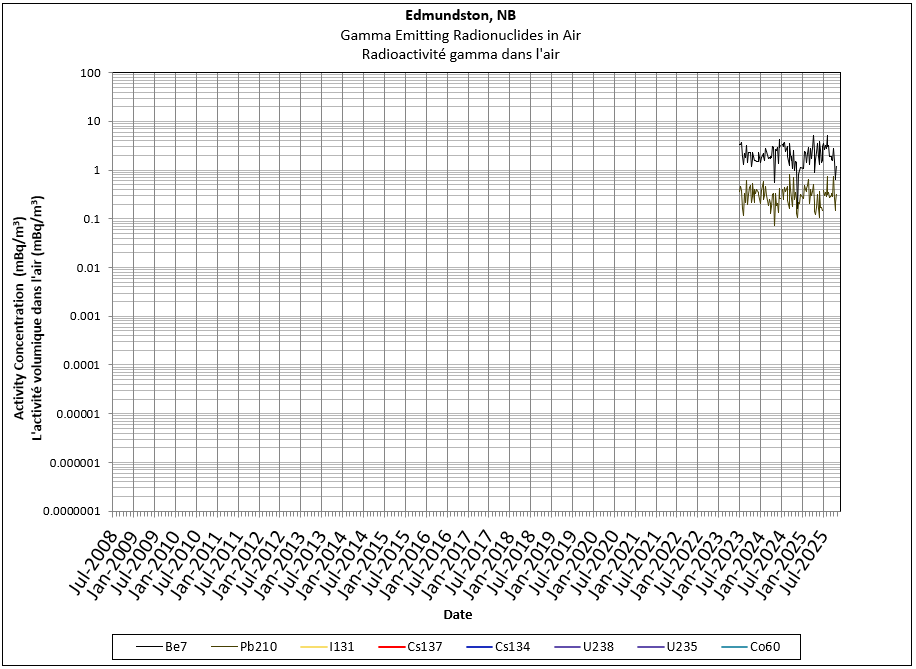 Edmundston, NB
Gamma Emitting Radionuclides in Air
Radioactivité gamma dans l'air
Activity Concentration (mBq/m³)
L'activité volumique dans l'air (mBq/m³)
100
10
1
0.1
0.01
0.001
0.0001
0.00001
0.000001
0.0000001
Jul-2008
Jan-2009
Jul-2009
Jan-2010
Jul-2010
Jan-2011
Jul-2011
Jan-2012
Jul-2012
Jan-2013
Jul-2013
Jan-2014
Jul-2014
Jan-2015
Jul-2015
Jan-2016
Jul-2016
Jan-2017
Jul-2017
Jan-2018
Jul-2018
Jan-2019
Jul-2019
Jan-2020
Jul-2020
Jan-2021
Jul-2021
Jan-2022
Jul-2022
Jan-2023
Jul-2023
Jan-2024
Jul-2024
Jan-2025
Jul-2025
Date
Be7 Pb210 I131 Cs137 Cs134 U238 U235 Co60